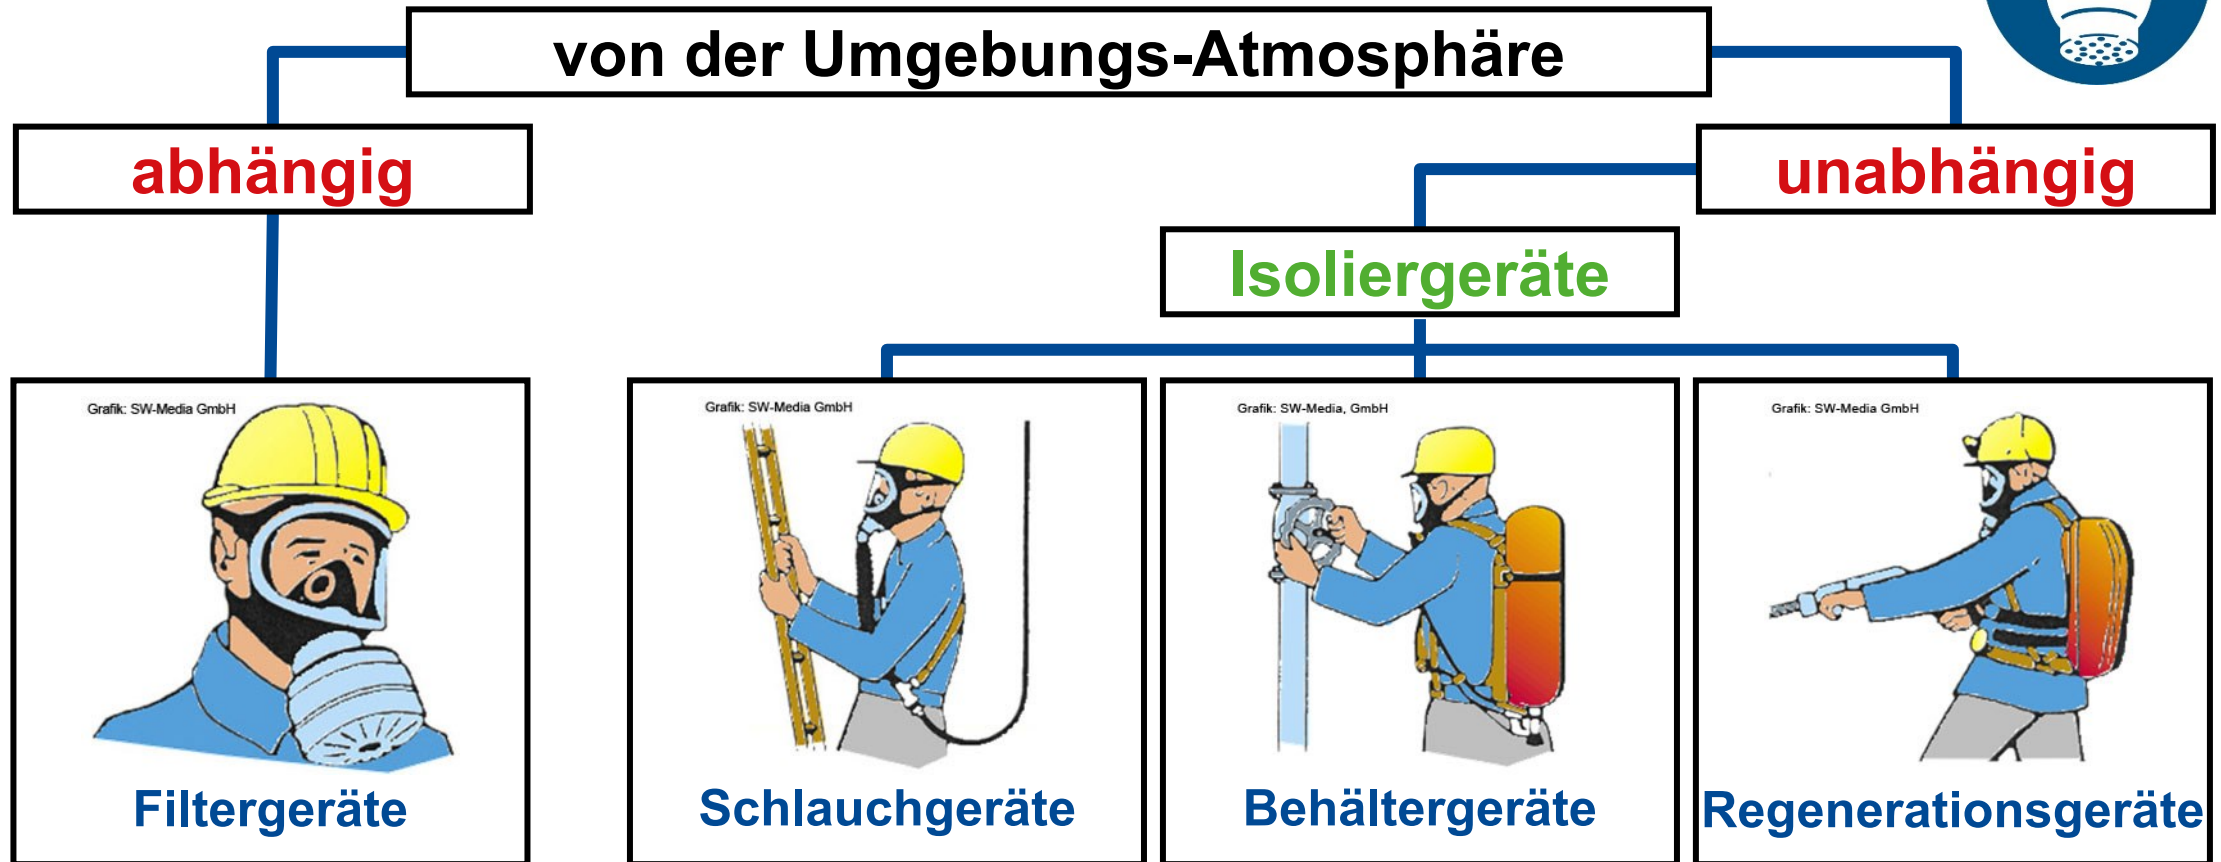 von der Umgebungs-Atmosphäre
abhängig
unabhängig
Isoliergeräte
Grafik: SW-Media GmbH
Grafik: SW-Media GmbH
Grafik: SW-Media, GmbH
Grafik: SW-Media GmbH
Filtergeräte
Schlauchgeräte
Behältergeräte
Regenerationsgeräte